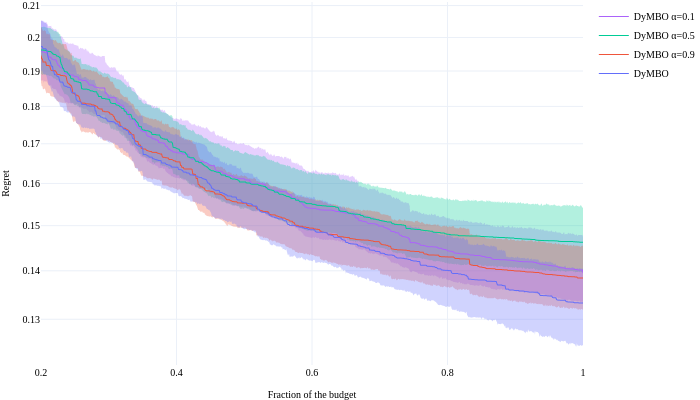 0.21
0.2
0.19
0.18
0.17
0.16
0.15
0.14
0.13
Regret
0.2 0.4 0.6 0.8 1
Fraction of the budget
DyMBO α=0.1
DyMBO α=0.5
DyMBO α=0.9
DyMBO